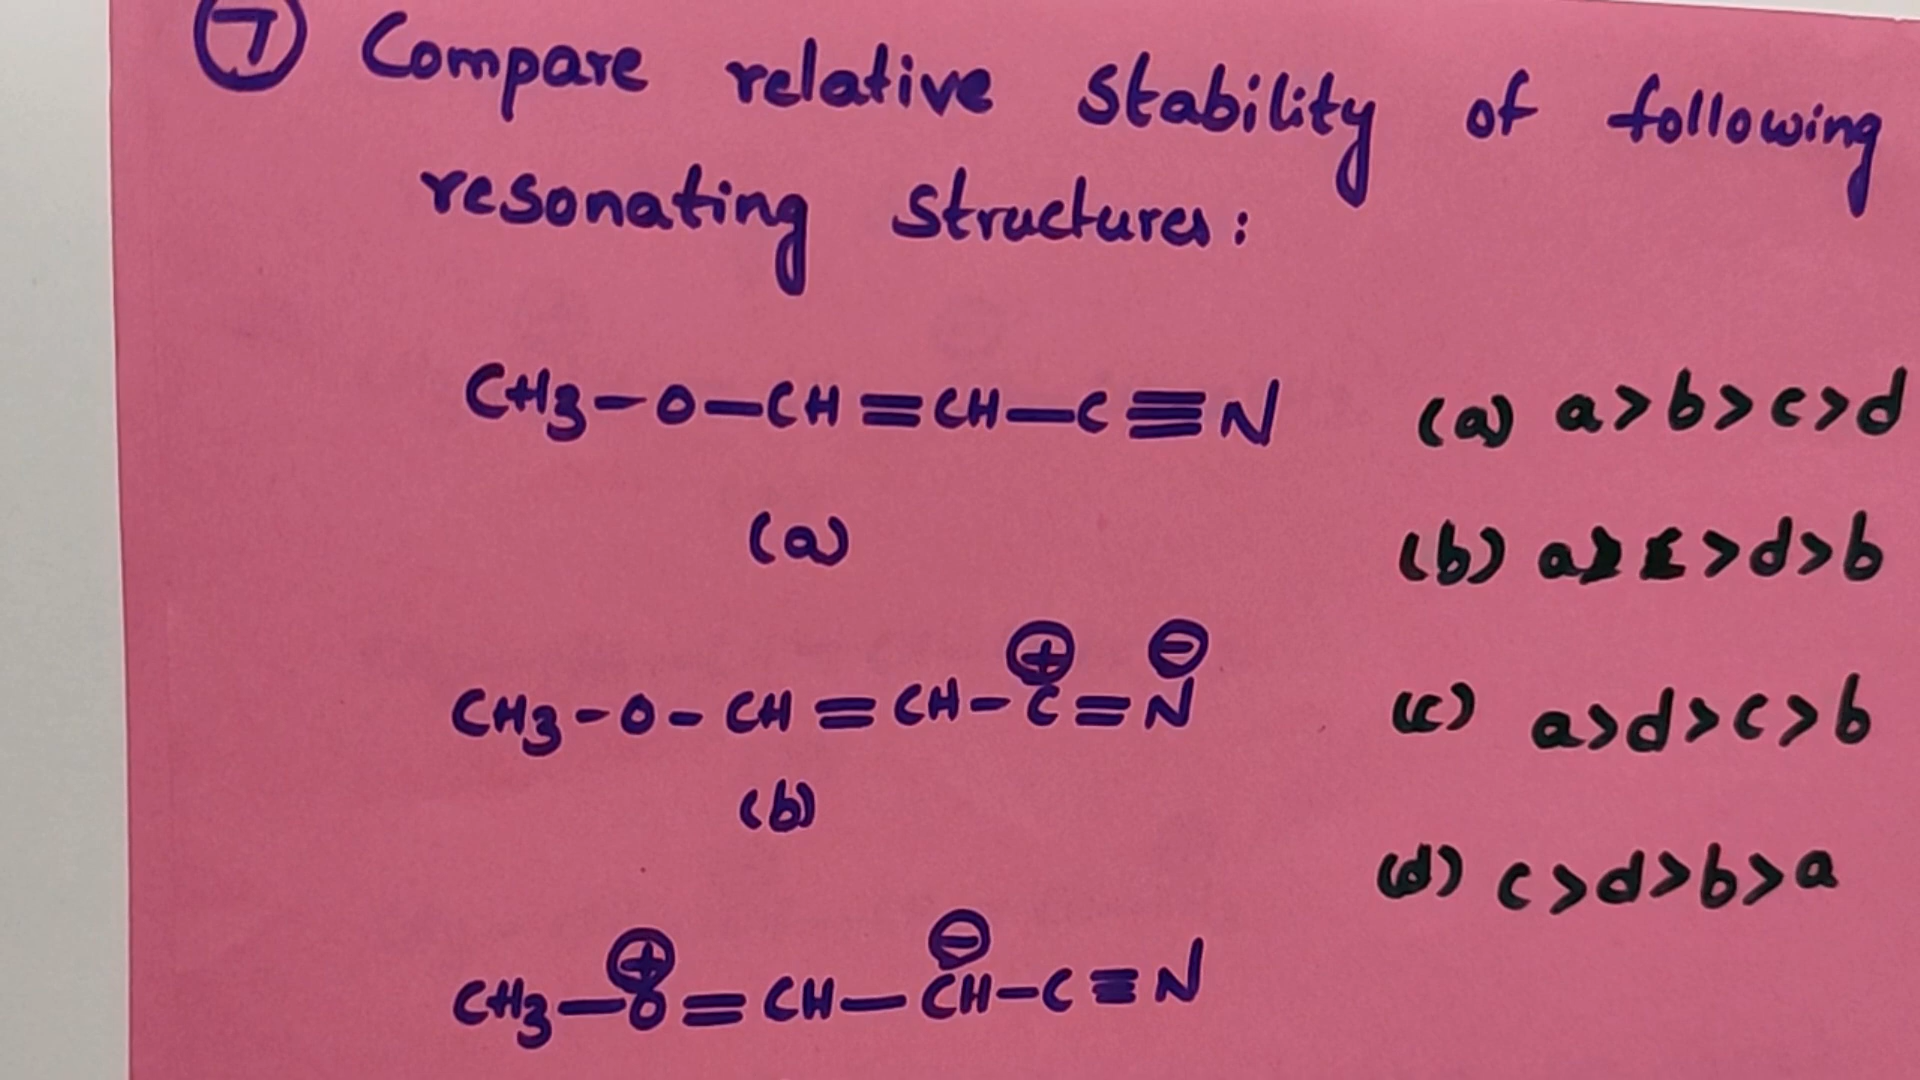 ⑦ Compare relative stability of following
resonating structures:
CH3-O-CH=CH-C≡N
(a) a>b>c>d
(a)
(b) a>c>d>b
⊕ ⊖
CH3-O-CH=CH-C=N
(c) a>d>c>b
(b)
(d) c>d>b>a
⊕ ⊖
CH3-O=CH-CH-C≡N